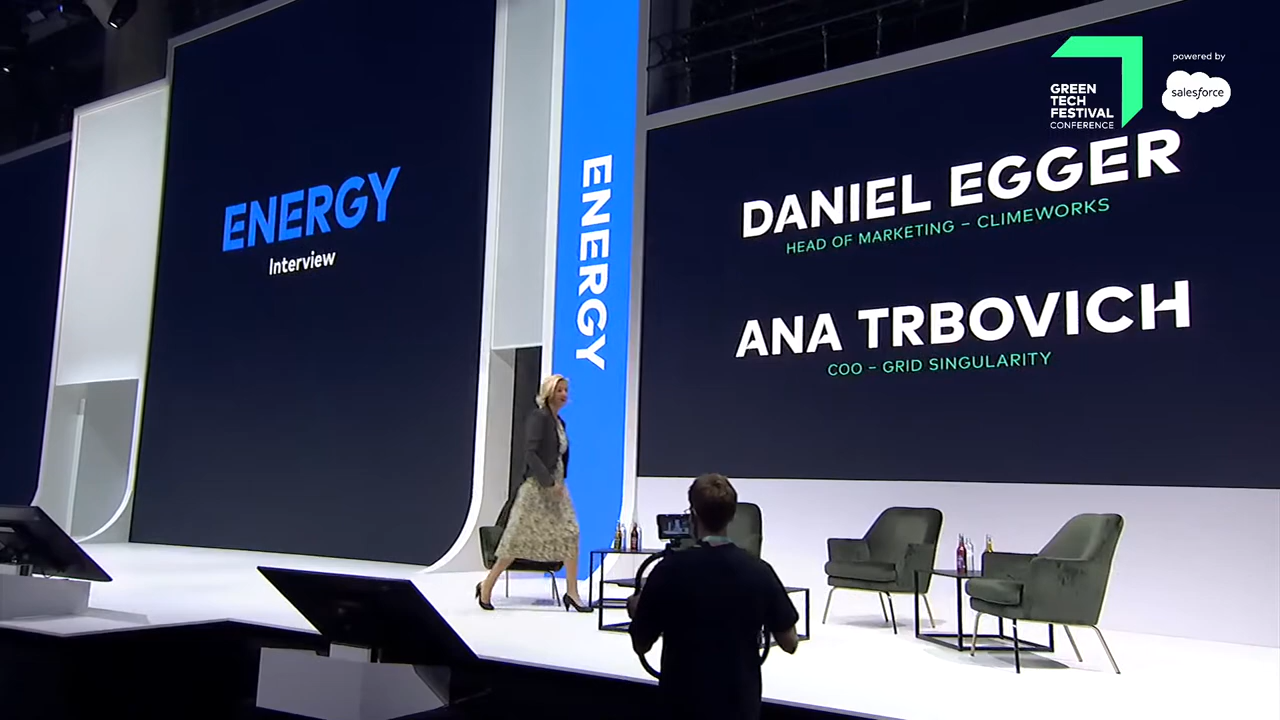 ENERGY
Interview
ENERGY
GREEN
TECH
FESTIVAL
CONFERENCE
powered by
salesforce
DANIEL EGGER
HEAD OF MARKETING – CLIMEWORKS
ANA TRBOVICH
COO – GRID SINGULARITY